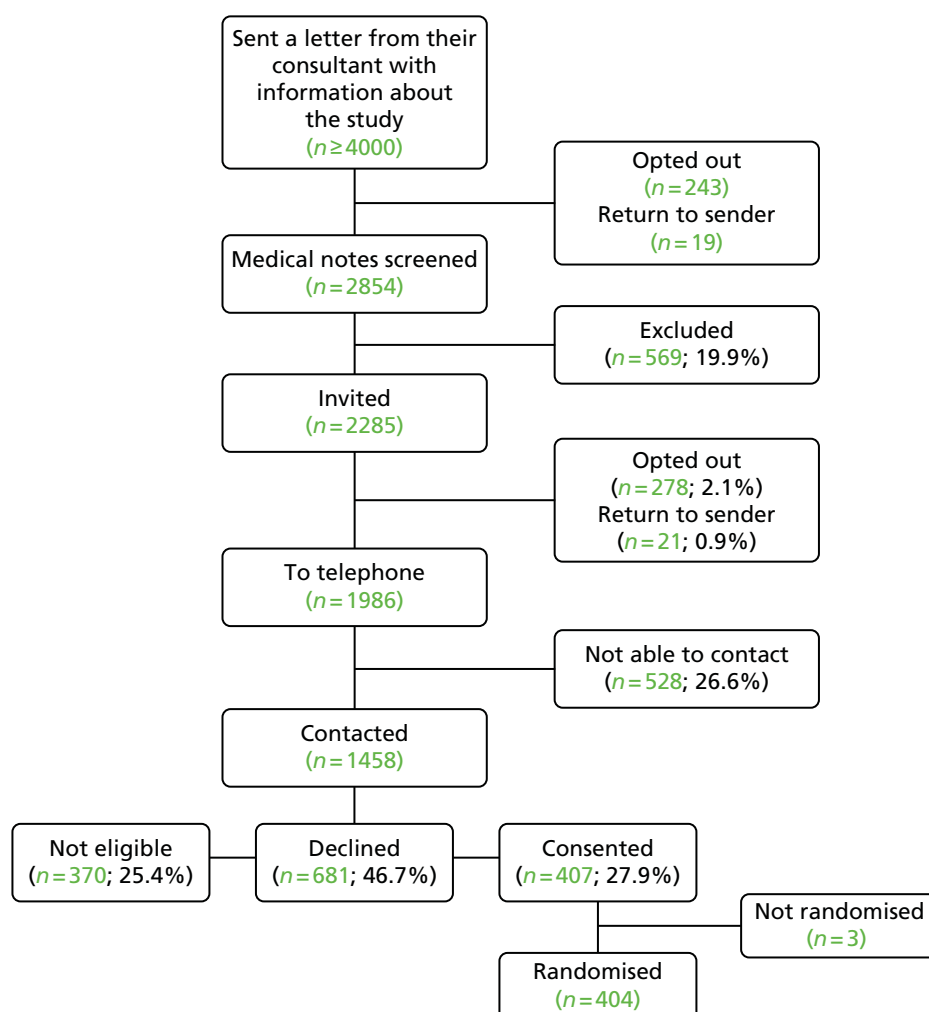 Sent a letter from their
consultant with
information about
the study
(n≥4000)
Opted out
(n=243)
Return to sender
(n=19)
Medical notes screened
(n=2854)
Excluded
(n=569; 19.9%)
Invited
(n=2285)
Opted out
(n=278; 2.1%)
Return to sender
(n=21; 0.9%)
To telephone
(n=1986)
Not able to contact
(n=528; 26.6%)
Contacted
(n=1458)
Not eligible
(n=370; 25.4%)
Declined
(n=681; 46.7%)
Consented
(n=407; 27.9%)
Not randomised
(n=3)
Randomised
(n=404)